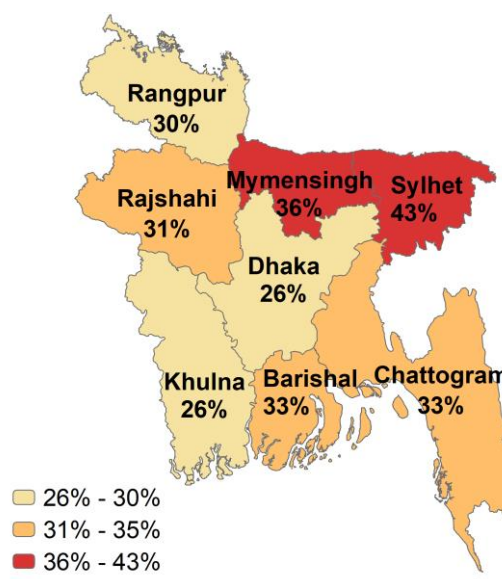 Rangpur
30%
Mymensingh
36%
Sylhet
43%
Rajshahi
31%
Dhaka
26%
Khulna
26%
Barishal
33%
Chattogram
33%
26% - 30%
31% - 35%
36% - 43%